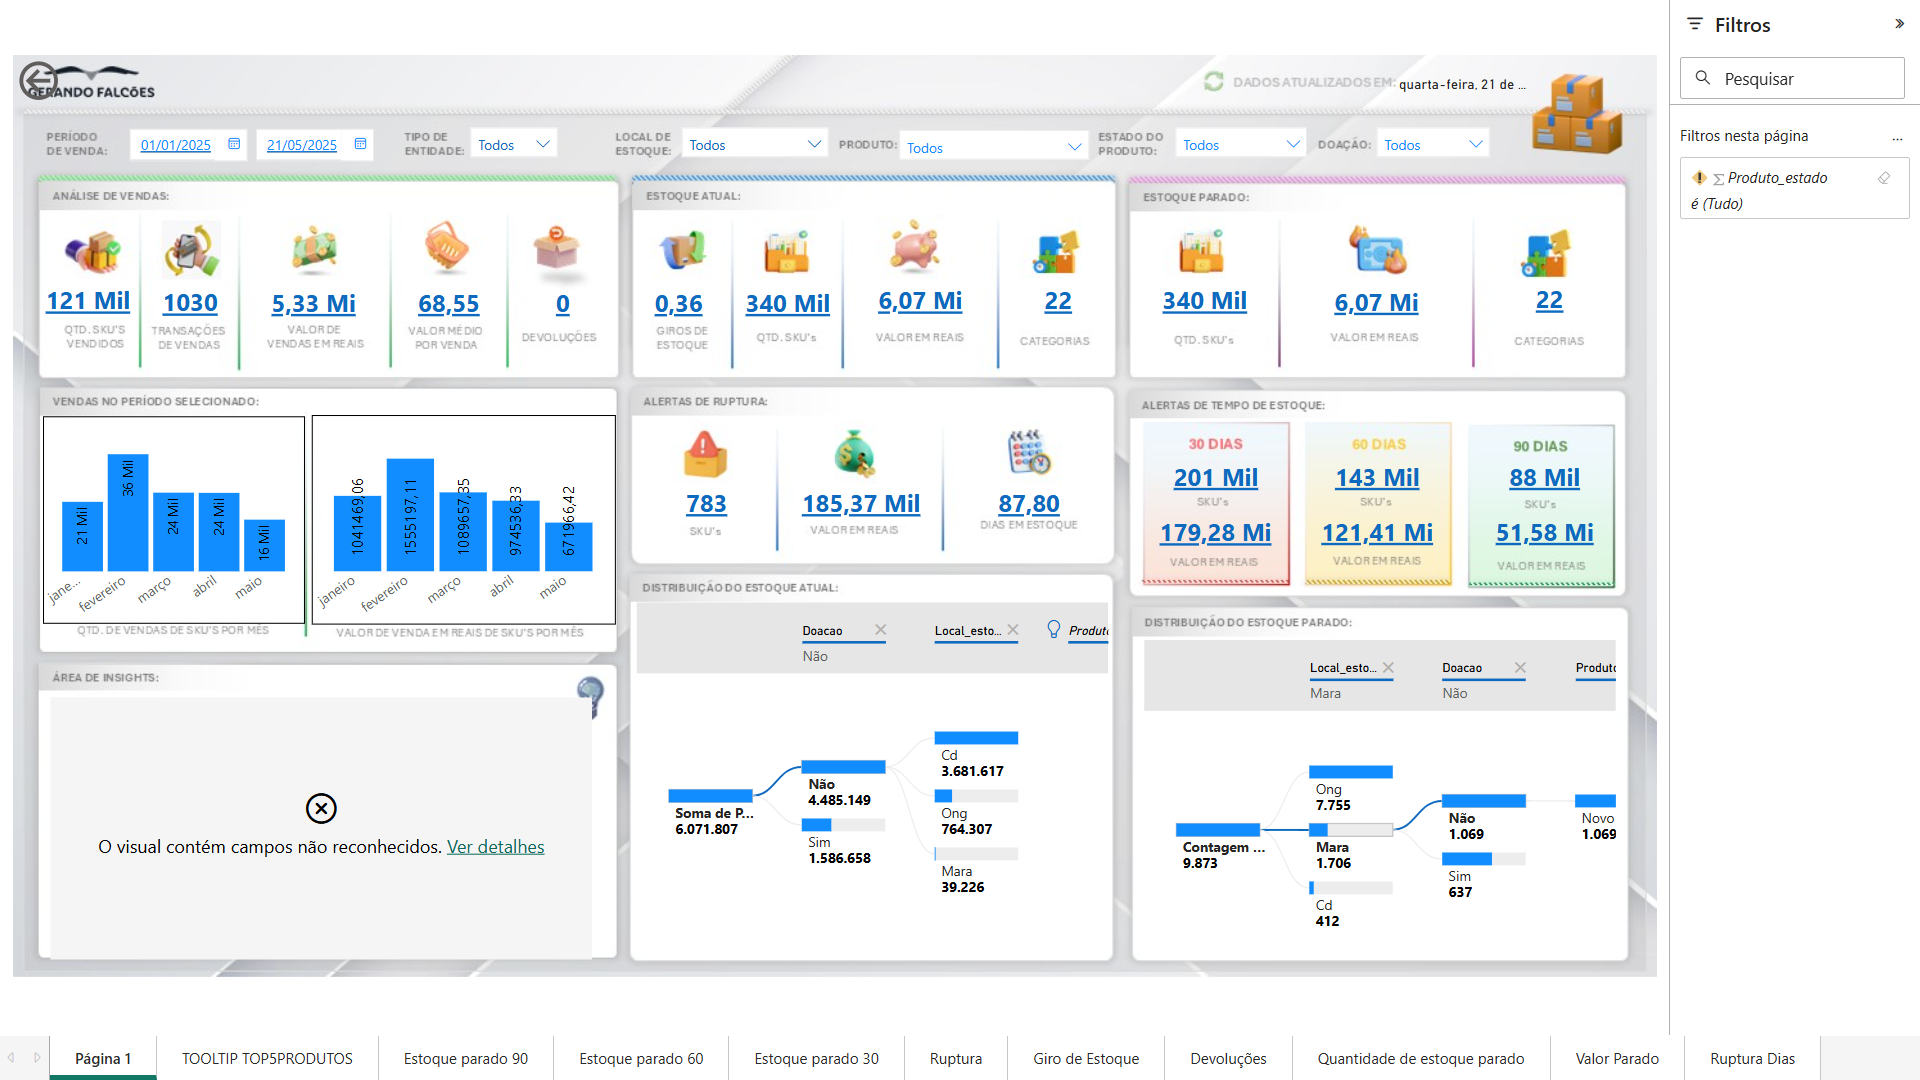 GERANDO FALCÕES
DADOS ATUALIZADOS EM: quarta-feira, 21 de ...
PERÍODO DE VENDA:
01/01/2025
21/05/2025
TIPO DE ENTIDADE:
Todos
LOCAL DE ESTOQUE:
Todos
PRODUTO:
Todos
ESTADO DO PRODUTO:
Todos
DOAÇÃO:
Todos
ANÁLISE DE VENDAS:
121 Mil
QTD. SKU'S VENDIDOS
1030
TRANSAÇÕES DE VENDAS
5,33 Mi
VALOR DE VENDAS EM REAIS
68,55
VALOR MÉDIO POR VENDA
0
DEVOLUÇÕES
ESTOQUE ATUAL:
0,36
GIROS DE ESTOQUE
340 Mil
QTD. SKU's
6,07 Mi
VALOR EM REAIS
22
CATEGORIAS
ESTOQUE PARADO:
340 Mil
QTD. SKU's
6,07 Mi
VALOR EM REAIS
22
CATEGORIAS
VENDAS NO PERÍODO SELECIONADO:
21 Mil
36 Mil
24 Mil
24 Mil
16 Mil
jane...
fevereiro
março
abril
maio
QTD. DE VENDAS DE SKU'S POR MÊS
1041469,06
1555197,11
1089657,35
974536,33
671966,42
janeiro
fevereiro
março
abril
maio
VALOR DE VENDA EM REAIS DE SKU'S POR MÊS
ALERTAS DE RUPTURA:
783
SKU's
185,37 Mil
VALOR EM REAIS
87,80
DIAS EM ESTOQUE
ALERTAS DE TEMPO DE ESTOQUE:
30 DIAS
201 Mil
SKU's
179,28 Mi
VALOR EM REAIS
60 DIAS
143 Mil
SKU's
121,41 Mi
VALOR EM REAIS
90 DIAS
88 Mil
SKU's
51,58 Mi
VALOR EM REAIS
ÁREA DE INSIGHTS:
O visual contém campos não reconhecidos. Ver detalhes
DISTRIBUIÇÃO DO ESTOQUE ATUAL:
Doacao
Não
Local_esto...
Produto
Soma de P...
6.071.807
Não
4.485.149
Sim
1.586.658
Cd
3.681.617
Ong
764.307
Mara
39.226
DISTRIBUIÇÃO DO ESTOQUE PARADO:
Local_esto...
Mara
Doacao
Não
Produto
Contagem ...
9.873
Ong
7.755
Mara
1.706
Cd
412
Não
1.069
Sim
637
Novo
1.069
Filtros
Pesquisar
Filtros nesta página
...
Produto_estado
é (Tudo)
Página 1
TOOLTIP TOP5PRODUTOS
Estoque parado 90
Estoque parado 60
Estoque parado 30
Ruptura
Giro de Estoque
Devoluções
Quantidade de estoque parado
Valor Parado
Ruptura Dias